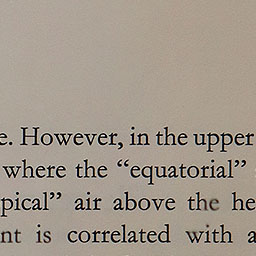 e. However, in the upper
where the “equatorial”
pical” air above the he
nt is correlated with a